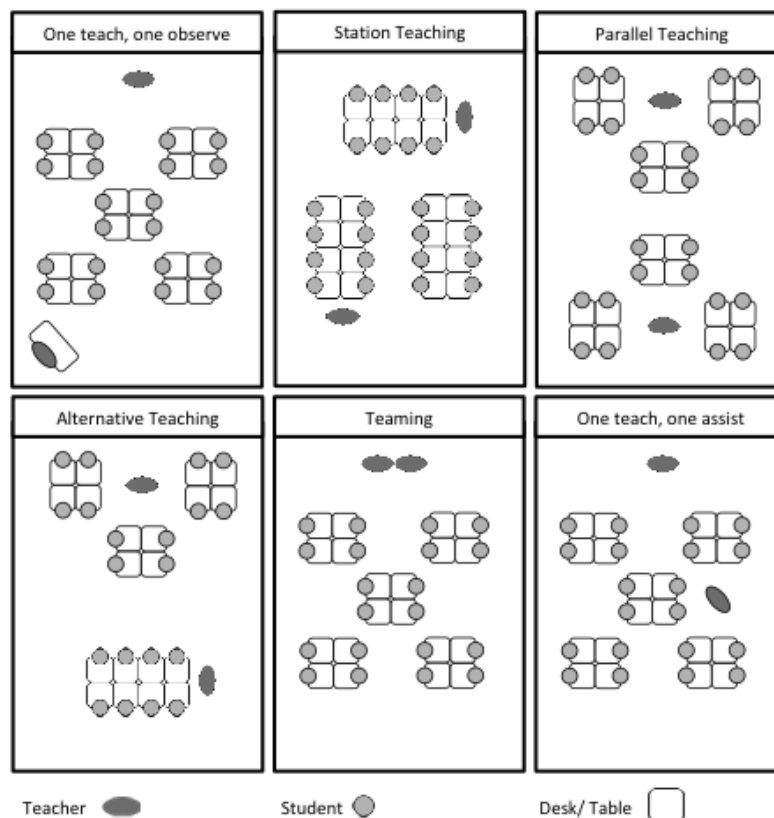 One teach, one observe
Station Teaching
Parallel Teaching
Alternative Teaching
Teaming
One teach, one assist
Teacher
Student
Desk/ Table